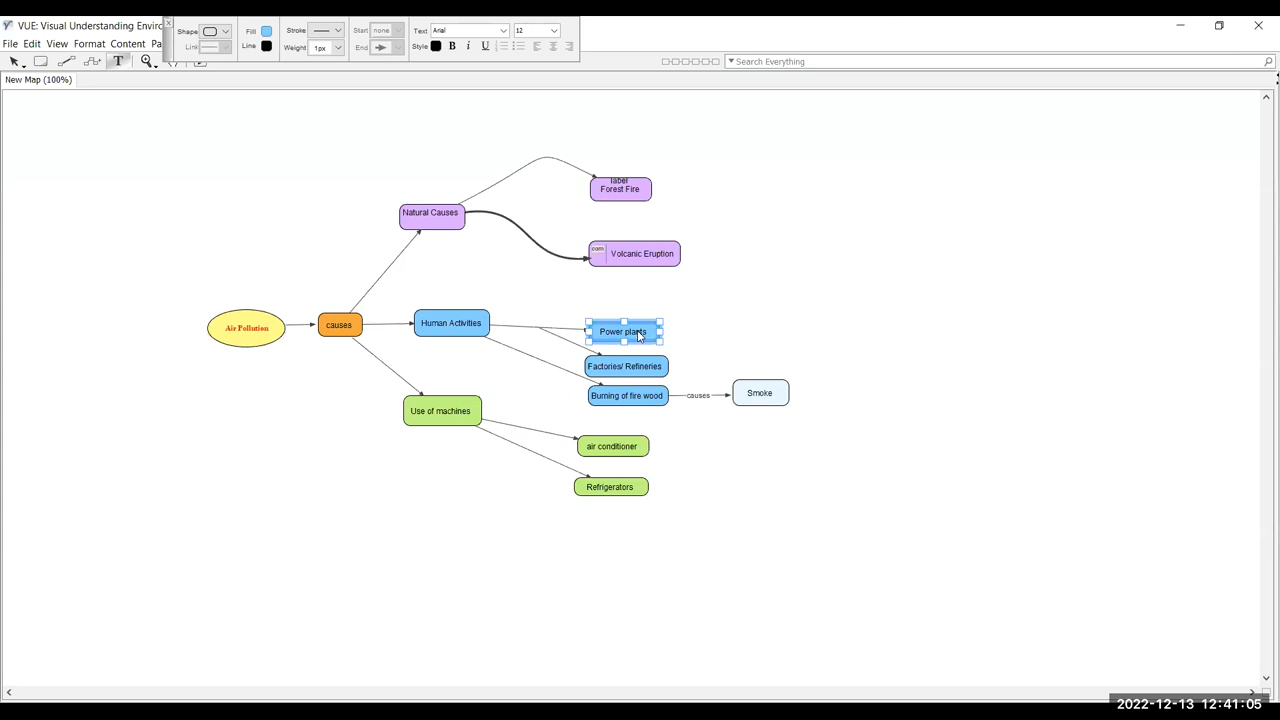 VUE: Visual Understanding Enviro
File Edit View Format Content Pa
Shape:
Link:
Fill:
Line:
Stroke
Weight: 1px
Start: none
End:
Text Arial 12
Style B I U
Search Everything
New Map (100%)
label
Forest Fire
Natural Causes
com
Volcanic Eruption
Air Pollution
causes
Human Activities
Power plants
Factories/ Refineries
Burning of fire wood
causes
Smoke
Use of machines
air conditioner
Refrigerators
2022-12-13 12:41:05